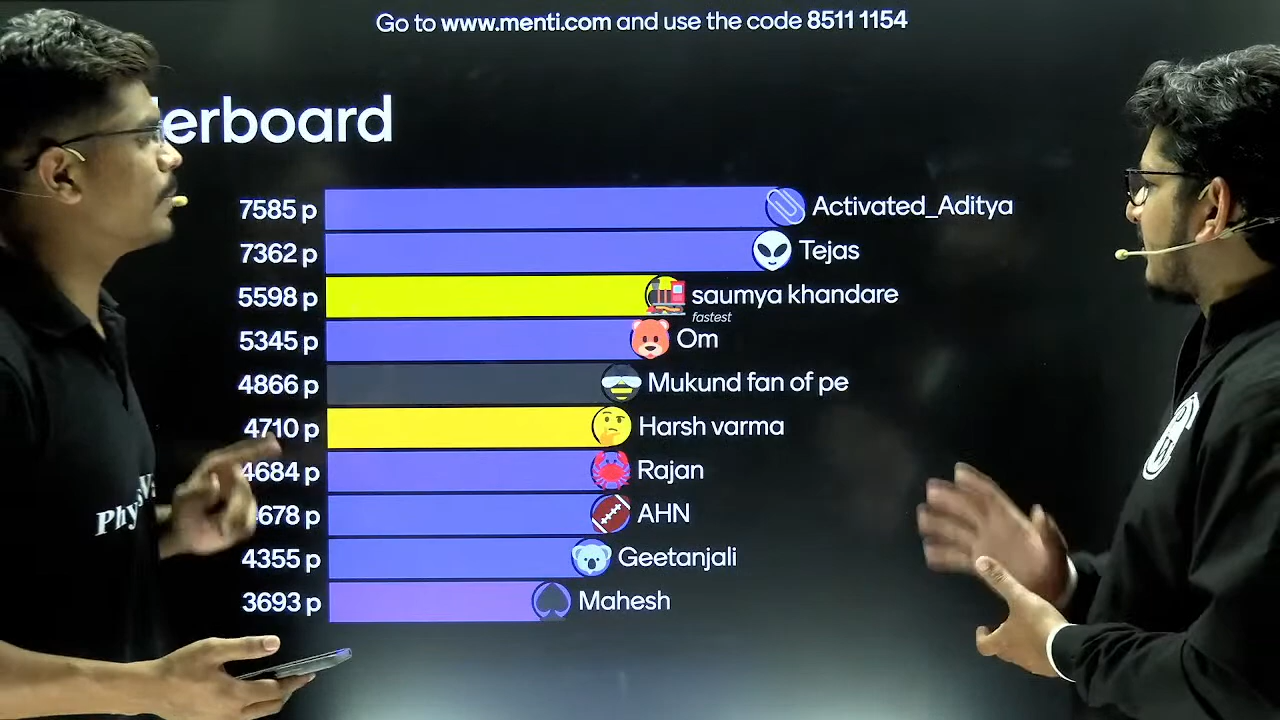 Go to www.menti.com and use the code 8511 1154
erboard
7585 p Activated_Aditya
7362 p Tejas
5598 p saumya khandare
fastest
5345 p Om
4866 p Mukund fan of pe
4710 p Harsh varma
4684 p Rajan
678 p AHN
4355 p Geetanjali
3693 p Mahesh